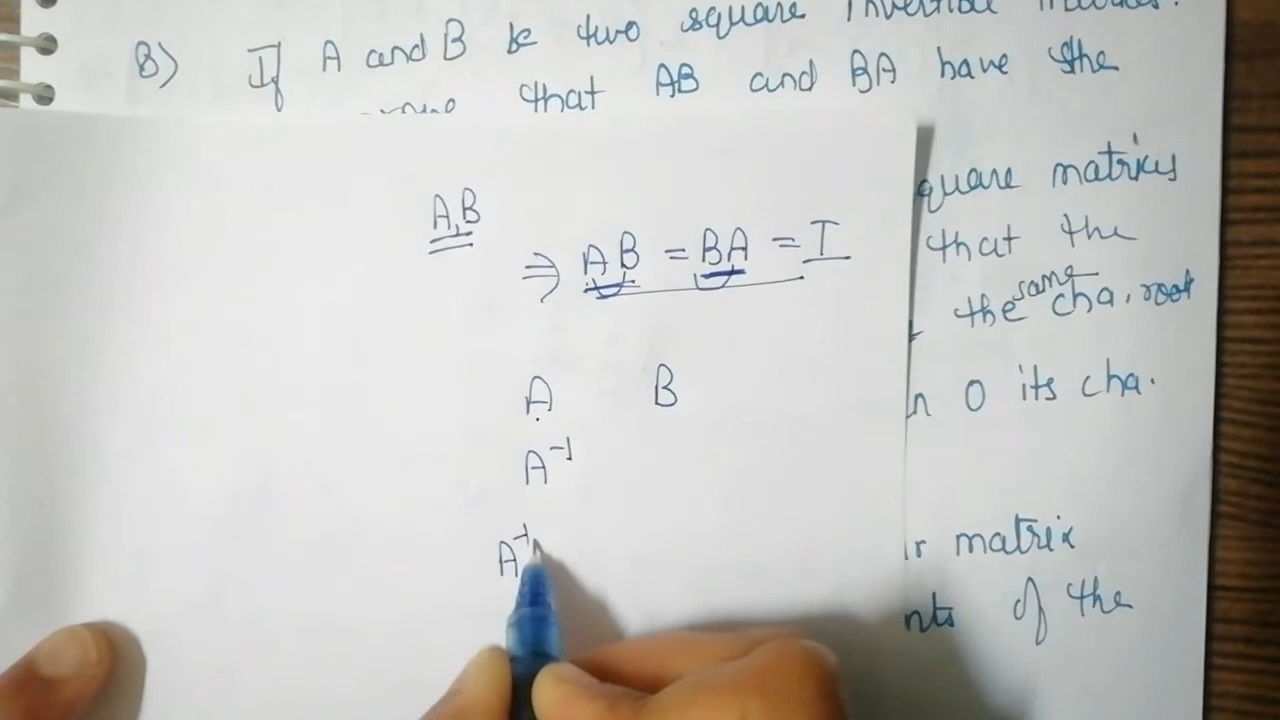 8) If A and B be two square
that AB and BA have the
A,B
⇒ AB = BA = I
A B
A⁻¹
A⁻¹
quare matrices
that the
the same cha. root
n 0 its cha.
r matrix
nts of the